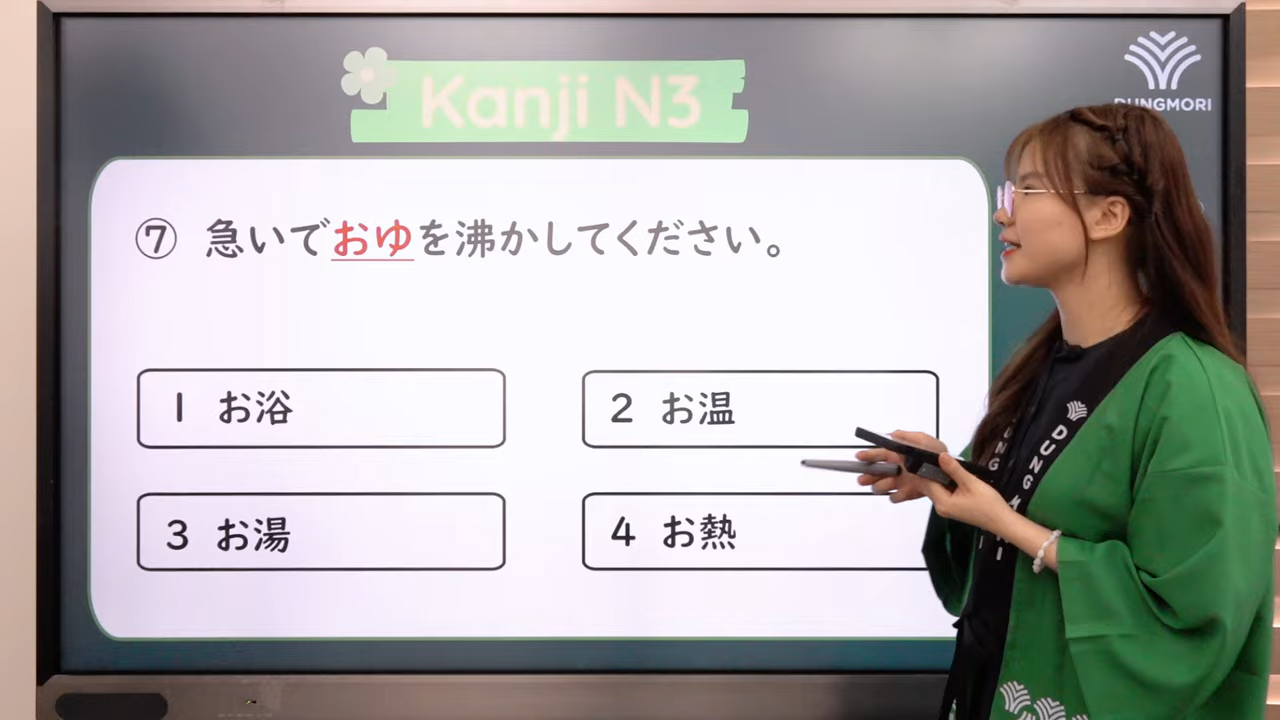 Kanji N3
DUNGMORI
⑦ 急いでおゆを沸かしてください。
1 お浴
2 お温
3 お湯
4 お熱
DUNG